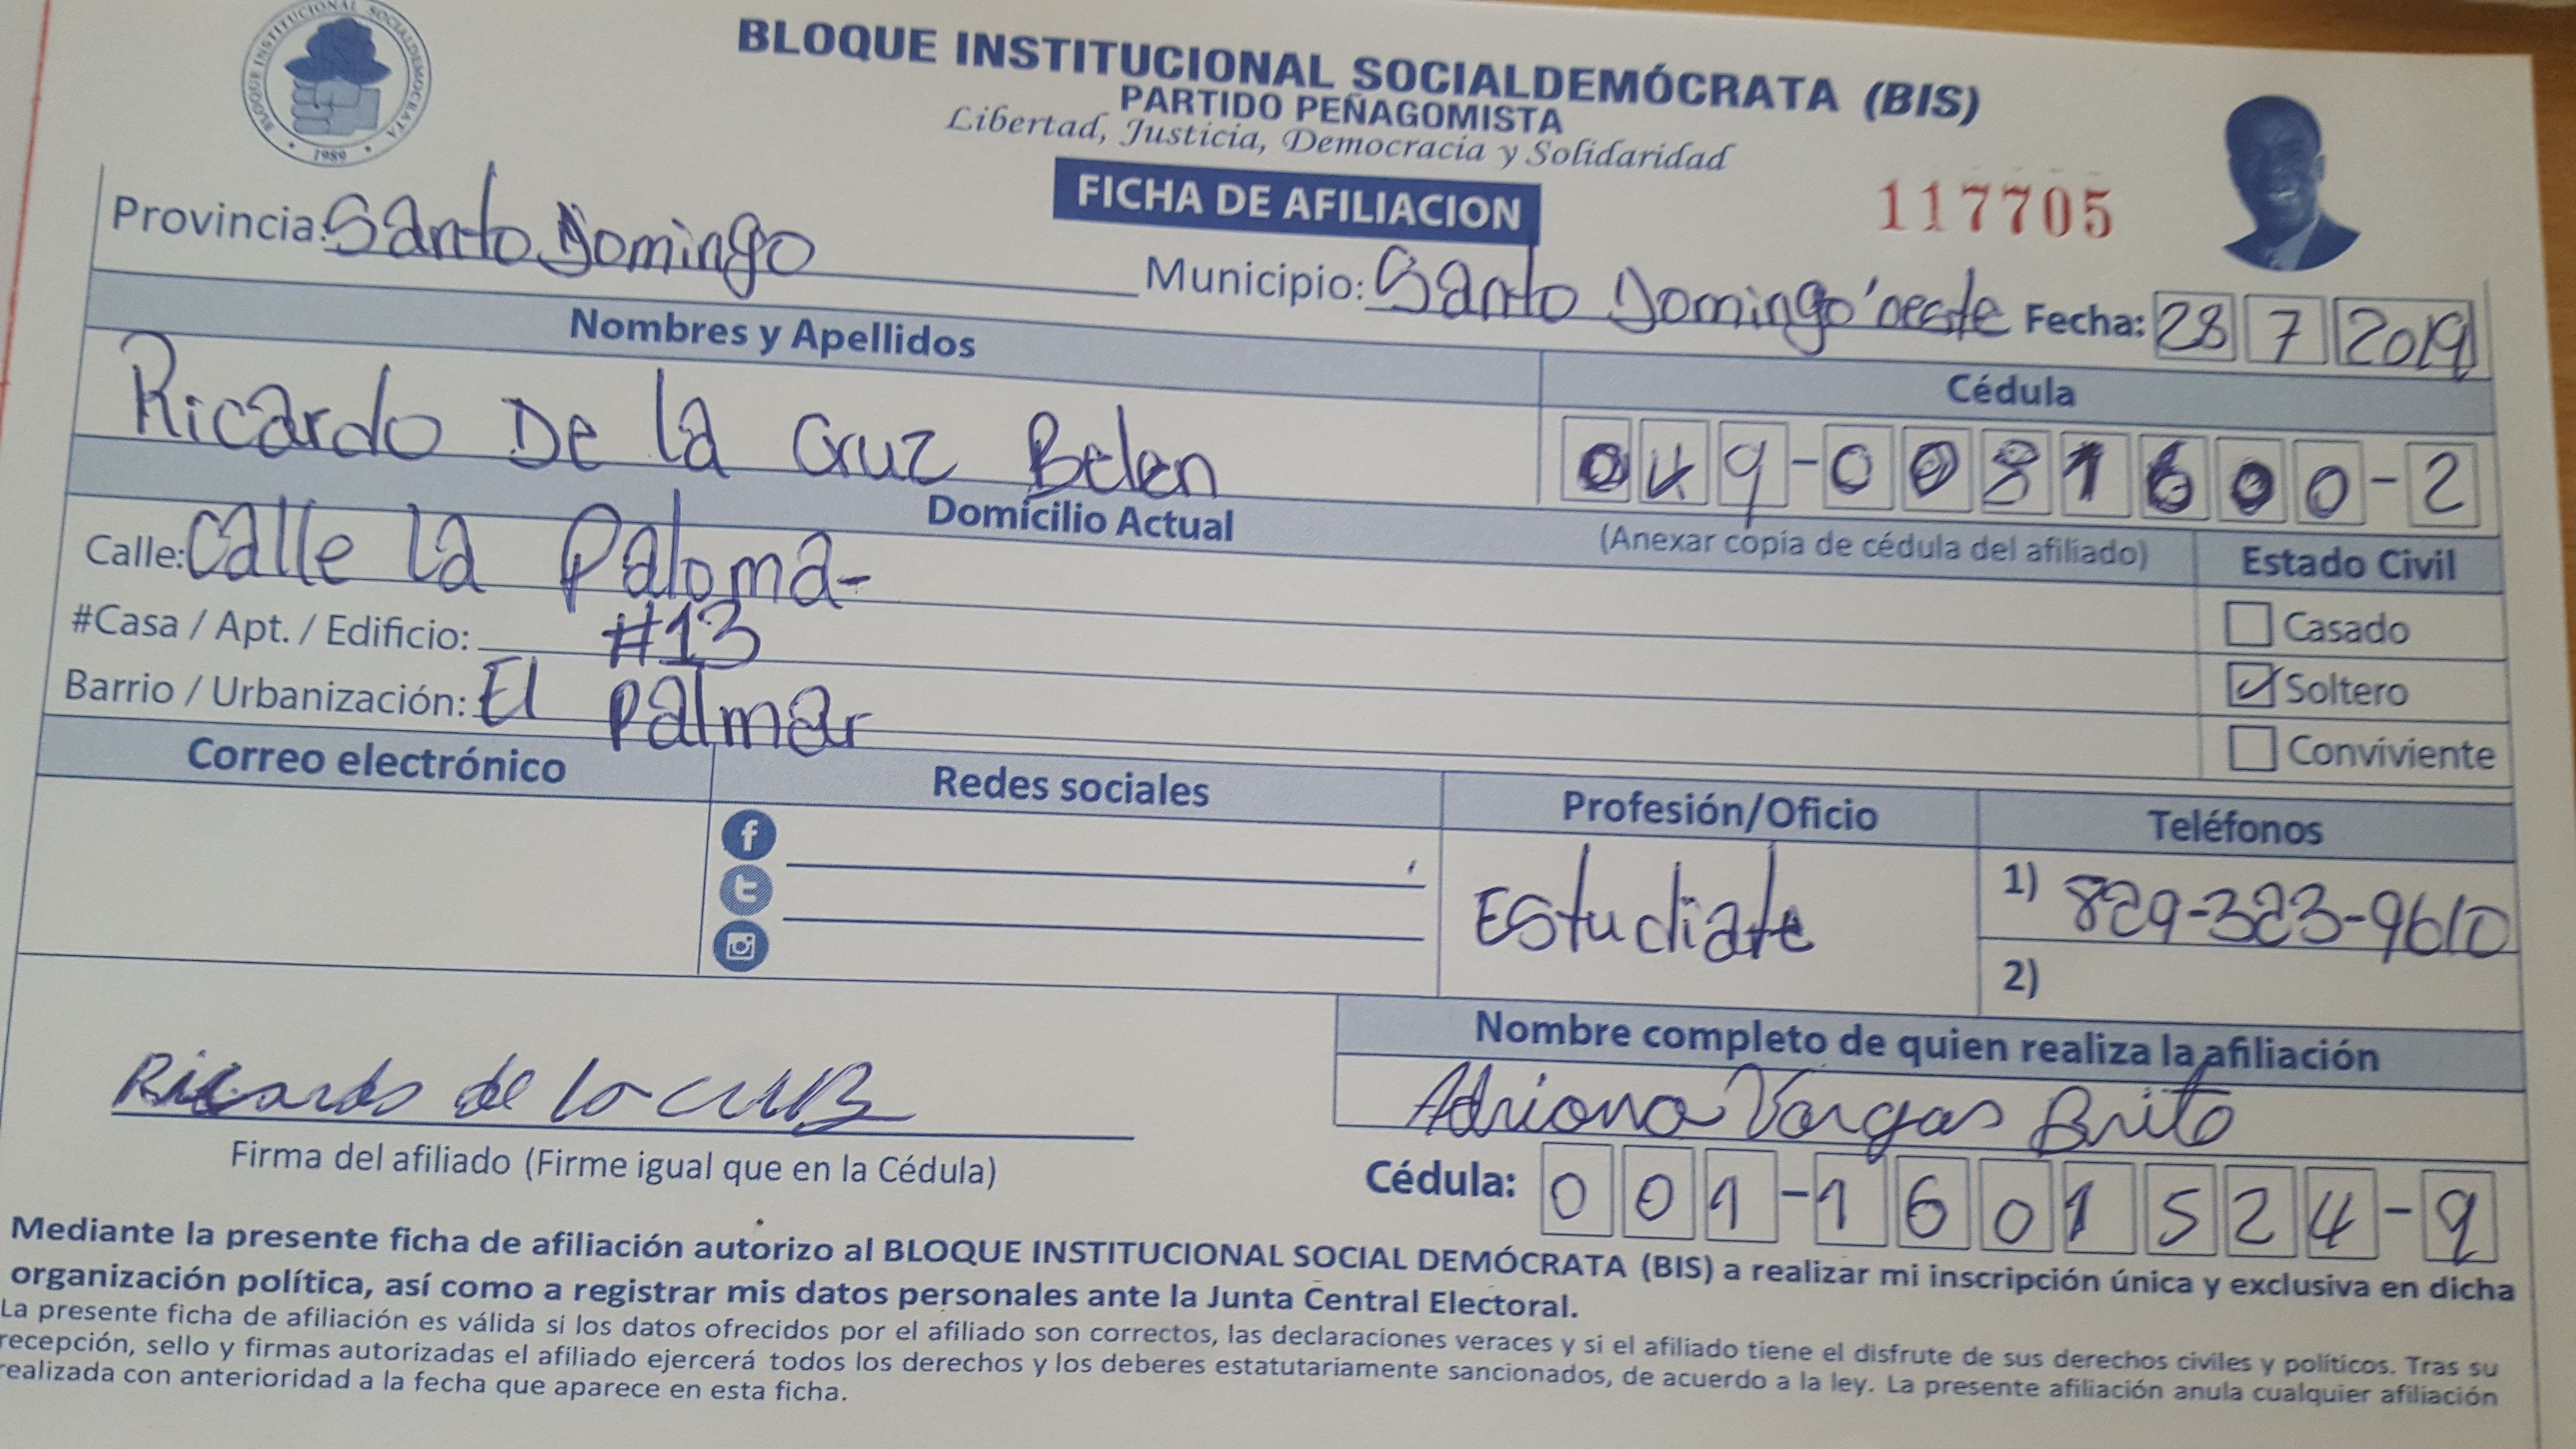 BLOQUE INSTITUCIONAL SOCIALDEMOCRATA
1989
BLOQUE INSTITUCIONAL SOCIALDEMÓCRATA (BIS)
PARTIDO PEÑAGOMISTA
Libertad, Justicia, Democracia y Solidaridad
FICHA DE AFILIACION
117705
Provincia: Santo Domingo Municipio: Santo Domingo oeste Fecha: 28 7 2019
Nombres y Apellidos Cédula
Ricardo De la Cruz Belen 049-0081600-2
Domicilio Actual (Anexar copia de cédula del afiliado) Estado Civil
Calle: Calle la Paloma-
Casado
#Casa / Apt. / Edificio: #13
Soltero
Barrio / Urbanización: El palmar
Conviviente
Correo electrónico Redes sociales Profesión/Oficio Teléfonos
Estudiate 1) 829-323-9610
2)
Nombre completo de quien realiza la afiliación
Ricardo de la Cruz Adriana Vargas Brito
Firma del afiliado (Firme igual que en la Cédula) Cédula: 001-1601524-9
Mediante la presente ficha de afiliación autorizo al BLOQUE INSTITUCIONAL SOCIAL DEMÓCRATA (BIS) a realizar mi inscripción única y exclusiva en dicha
organización política, así como a registrar mis datos personales ante la Junta Central Electoral.
La presente ficha de afiliación es válida si los datos ofrecidos por el afiliado son correctos, las declaraciones veraces y si el afiliado tiene el disfrute de sus derechos civiles y políticos. Tras su
recepción, sello y firmas autorizadas el afiliado ejercerá todos los derechos y los deberes estatutariamente sancionados, de acuerdo a la ley. La presente afiliación anula cualquier afiliación
realizada con anterioridad a la fecha que aparece en esta ficha.